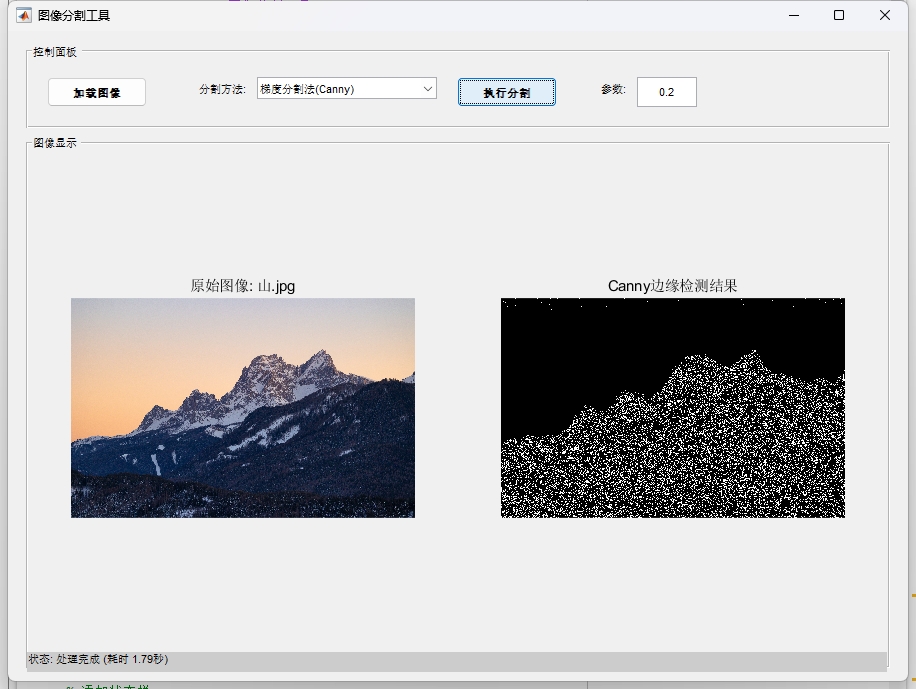 图像分割工具
控制面板
加载图像
分割方法:
梯度分割法(Canny)
执行分割
参数:
0.2
图像显示
原始图像: 山.jpg
Canny边缘检测结果
状态: 处理完成 (耗时 1.79秒)